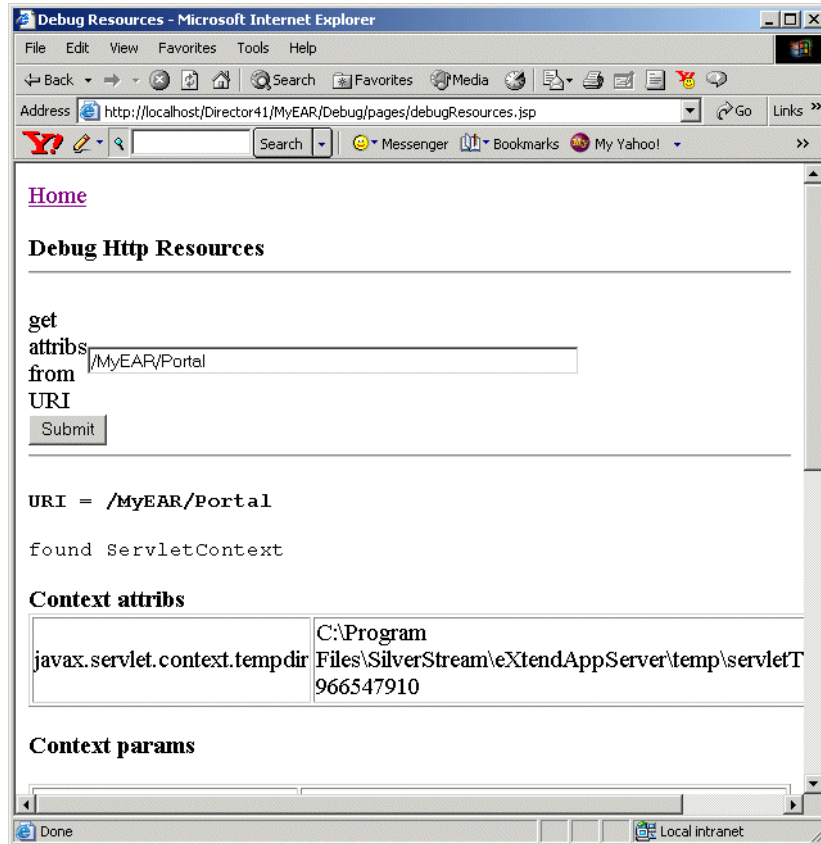 Debug Resources - Microsoft Internet Explorer
File Edit View Favorites Tools Help
Back Search Favorites Media
Address http://localhost/Director41/MyEAR/Debug/pages/debugResources.jsp Go Links »
Y! Search Messenger Bookmarks My Yahoo! »
Home
Debug Http Resources
get
attribs
from
URI
/MyEAR/Portal
Submit
URI = /MyEAR/Portal
found ServletContext
Context attribs
javax.servlet.context.tempdir
C:\Program
Files\SilverStream\eXtendAppServer\temp\servletT
966547910
Context params
Done Local intranet